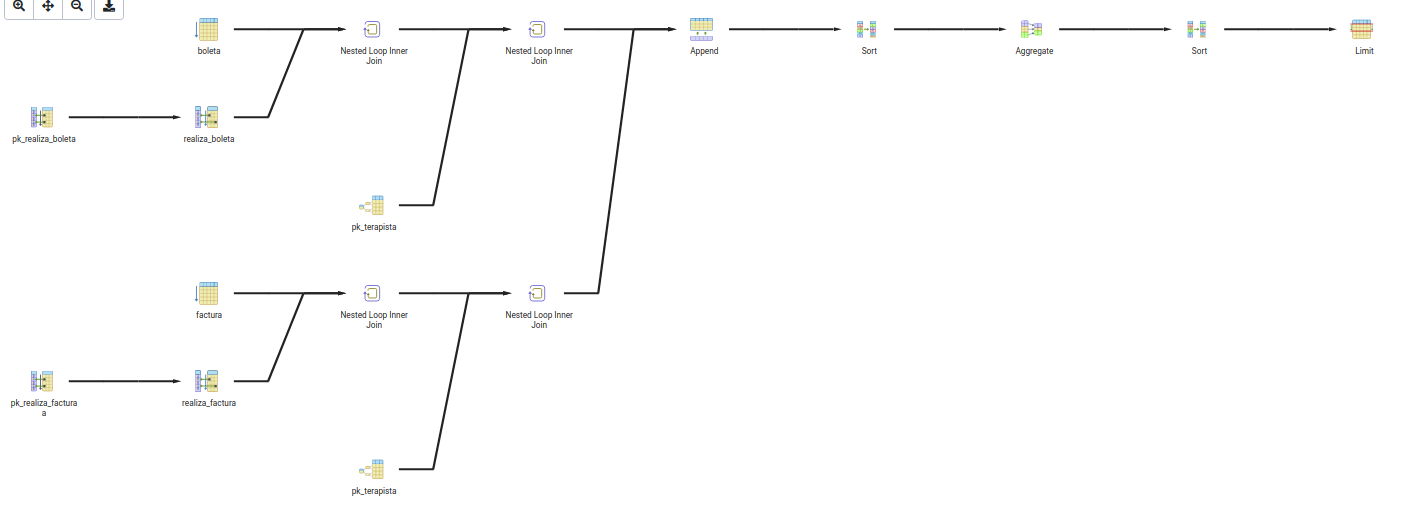 boleta
Nested Loop Inner
Join
Nested Loop Inner
Join
Append
Sort
Aggregate
Sort
Limit
pk_realiza_boleta
realiza_boleta
pk_terapista
factura
Nested Loop Inner
Join
Nested Loop Inner
Join
pk_realiza_factura
a
realiza_factura
pk_terapista